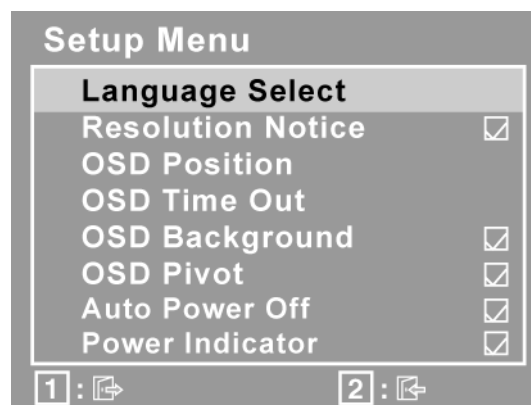 Setup Menu
Language Select
Resolution Notice
OSD Position
OSD Time Out
OSD Background
OSD Pivot
Auto Power Off
Power Indicator
1 : 2 :